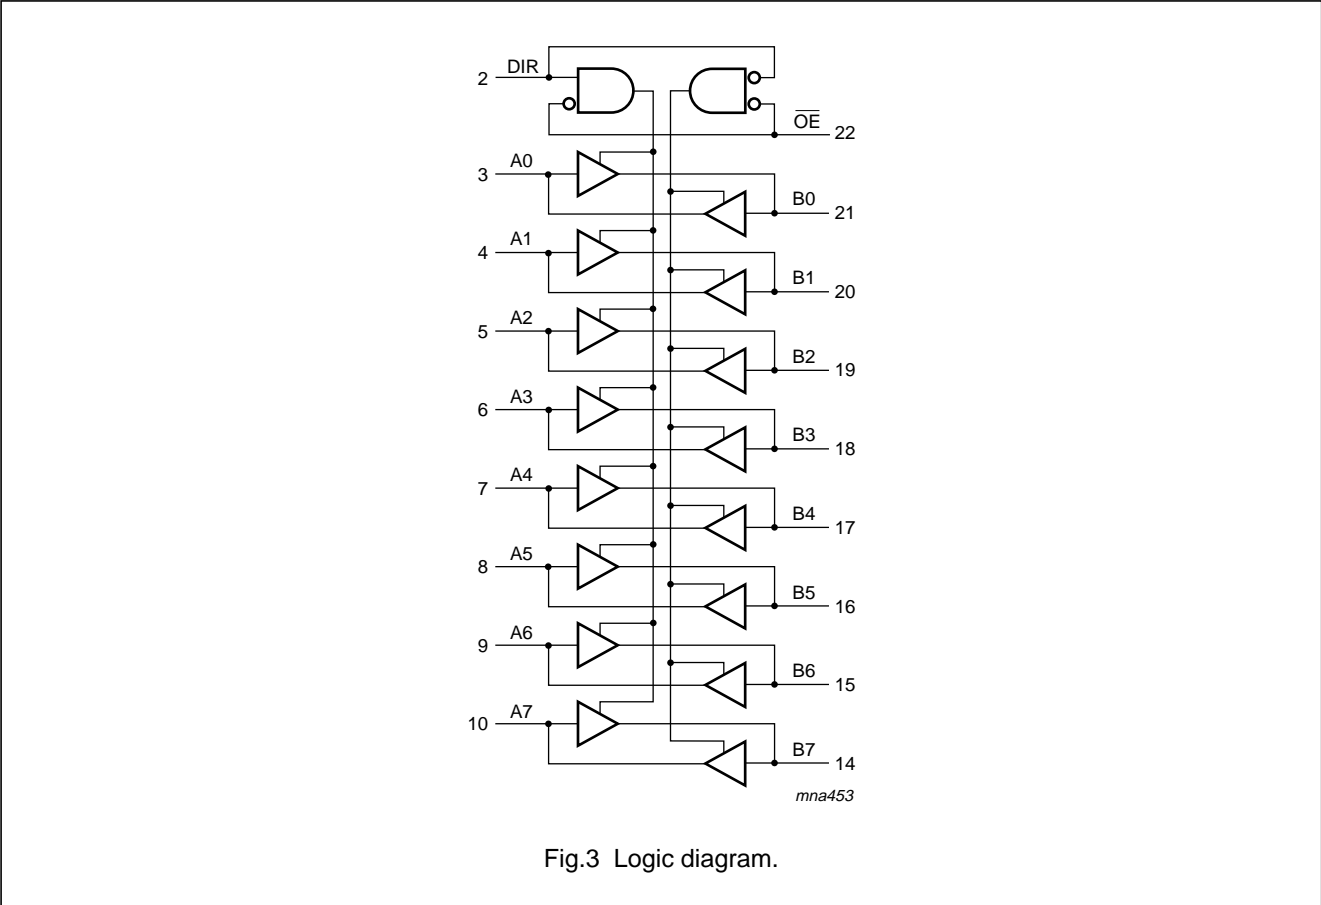 2 DIR
OE 22
3 A0
B0 21
4 A1
B1 20
5 A2
B2 19
6 A3
B3 18
7 A4
B4 17
8 A5
B5 16
9 A6
B6 15
10 A7
B7 14
mna453
Fig.3 Logic diagram.